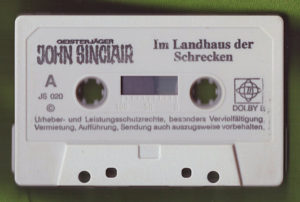 GEISTERJÄGER
JOHN SINCLAIR
Im Landhaus der
Schrecken
A
JS 020
©
DOLBY
Urheber- und Leistungsschutzrechte, besonders Vervielfältigung
Vermietung, Aufführung, Sendung auch auszugsweise vorbehalten.